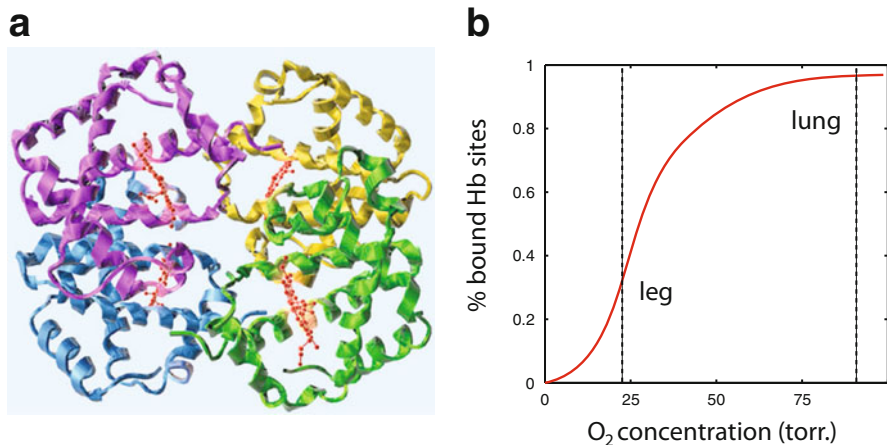 a
b
% bound Hb sites
1
0.8
0.6
0.4
0.2
0
lung
leg
0
25
50
75
O2 concentration (torr.)